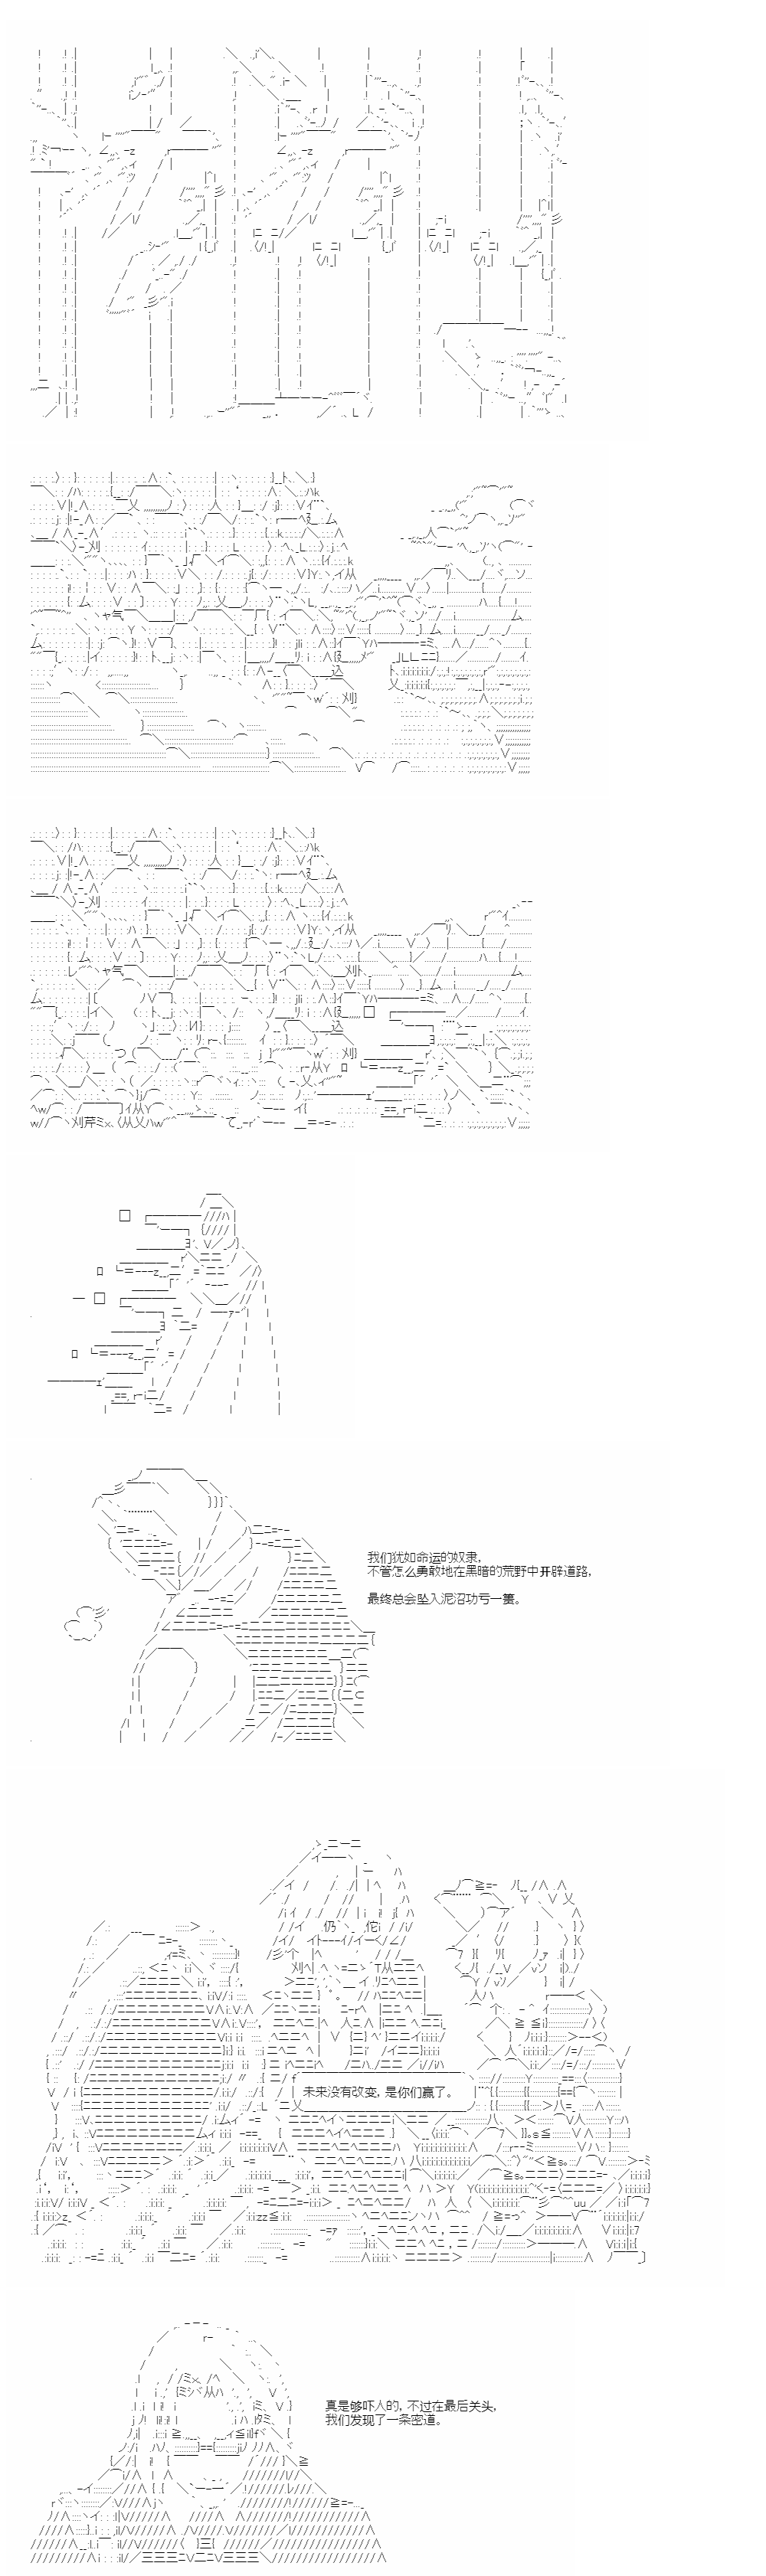 我们犹如命运的奴隶，
不管怎么勇敢地在黑暗的荒野中开辟道路，
最终总会坠入泥沼功亏一篑。
未来没有改变，是你们赢了。
真是够吓人的，不过在最后关头，
我们发现了一条密道。